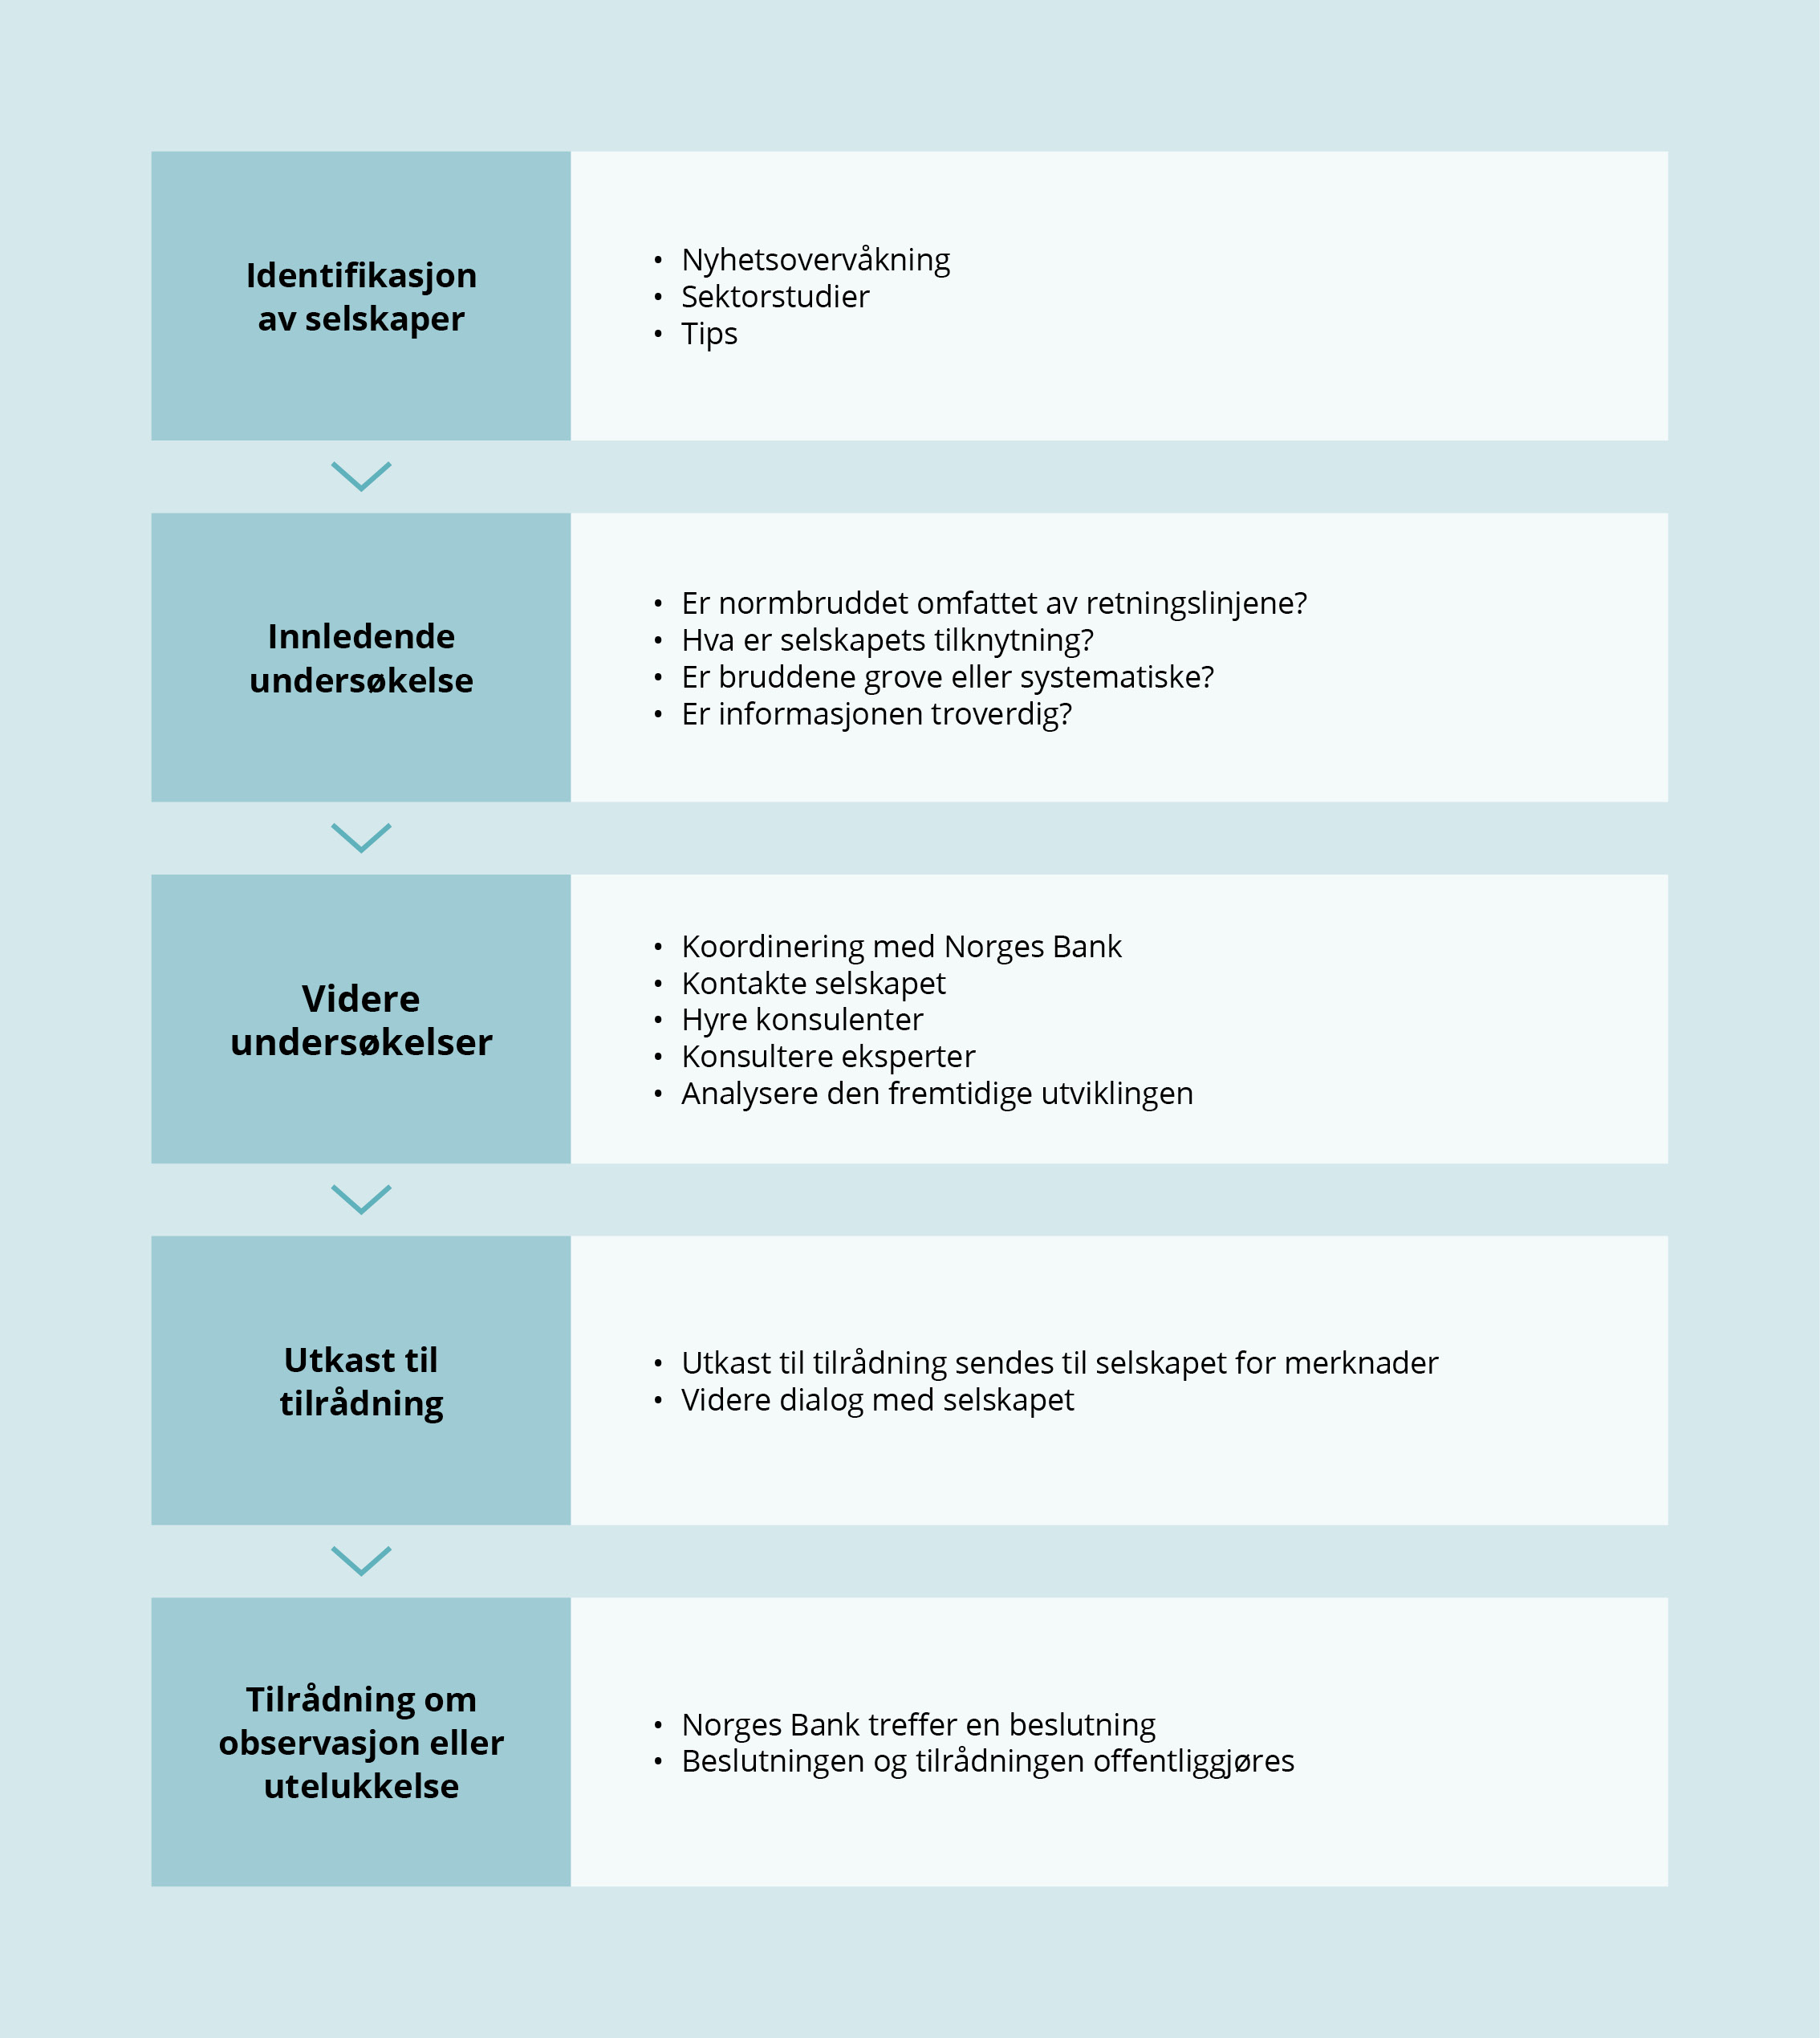 Identifikasjon
av selskaper
• Nyhetsovervåkning
• Sektorstudier
• Tips
Innledende
undersøkelse
• Er normbruddet omfattet av retningslinjene?
• Hva er selskapets tilknytning?
• Er bruddene grove eller systematiske?
• Er informasjonen troverdig?
Videre
undersøkelser
• Koordinering med Norges Bank
• Kontakte selskapet
• Hyre konsulenter
• Konsultere eksperter
• Analysere den fremtidige utviklingen
Utkast til
tilrådning
• Utkast til tilrådning sendes til selskapet for merknader
• Videre dialog med selskapet
Tilrådning om
observasjon eller
utelukkelse
• Norges Bank treffer en beslutning
• Beslutningen og tilrådningen offentliggjøres